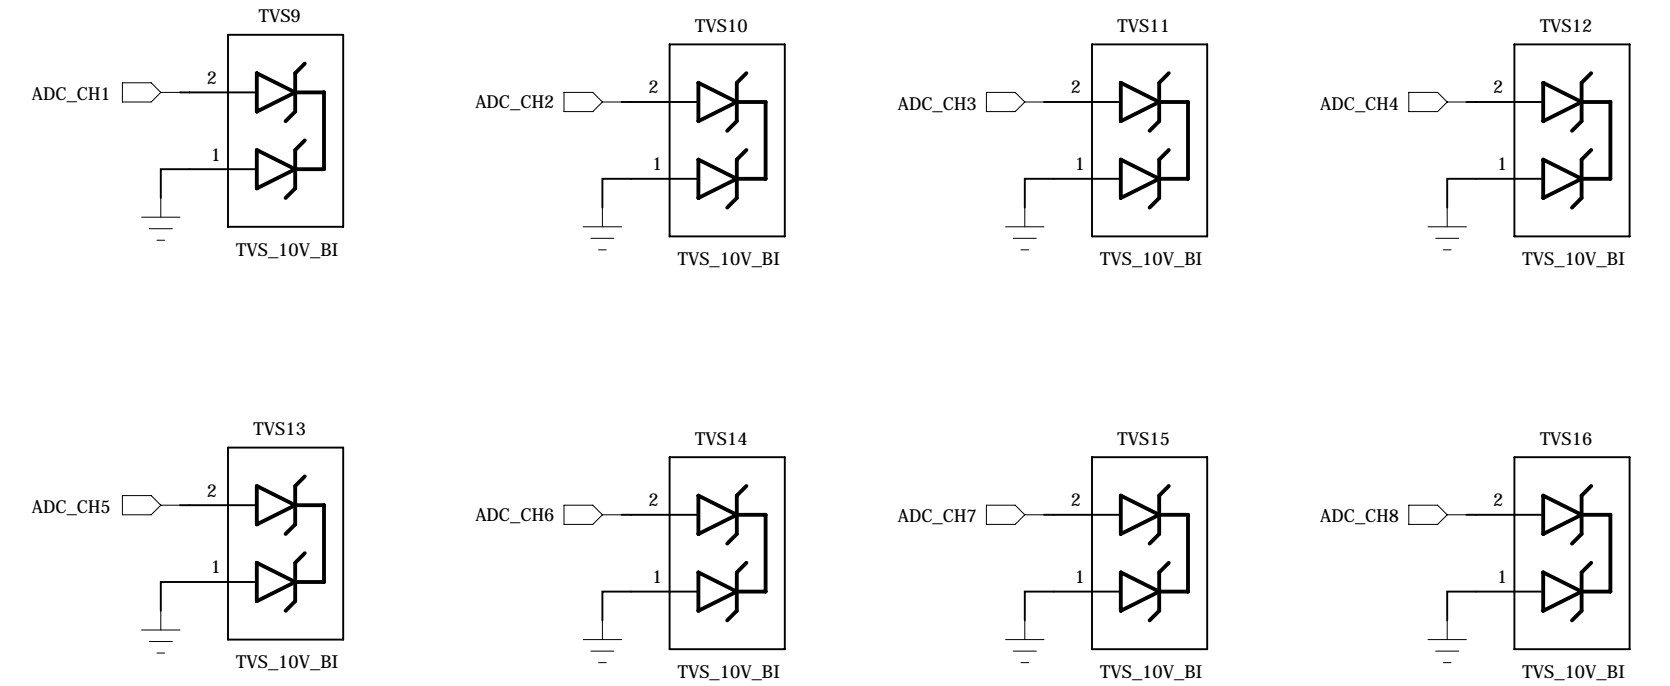 TVS9
ADC_CH1
2
1
TVS_10V_BI
TVS10
ADC_CH2
2
1
TVS_10V_BI
TVS11
ADC_CH3
2
1
TVS_10V_BI
TVS12
ADC_CH4
2
1
TVS_10V_BI
TVS13
ADC_CH5
2
1
TVS_10V_BI
TVS14
ADC_CH6
2
1
TVS_10V_BI
TVS15
ADC_CH7
2
1
TVS_10V_BI
TVS16
ADC_CH8
2
1
TVS_10V_BI